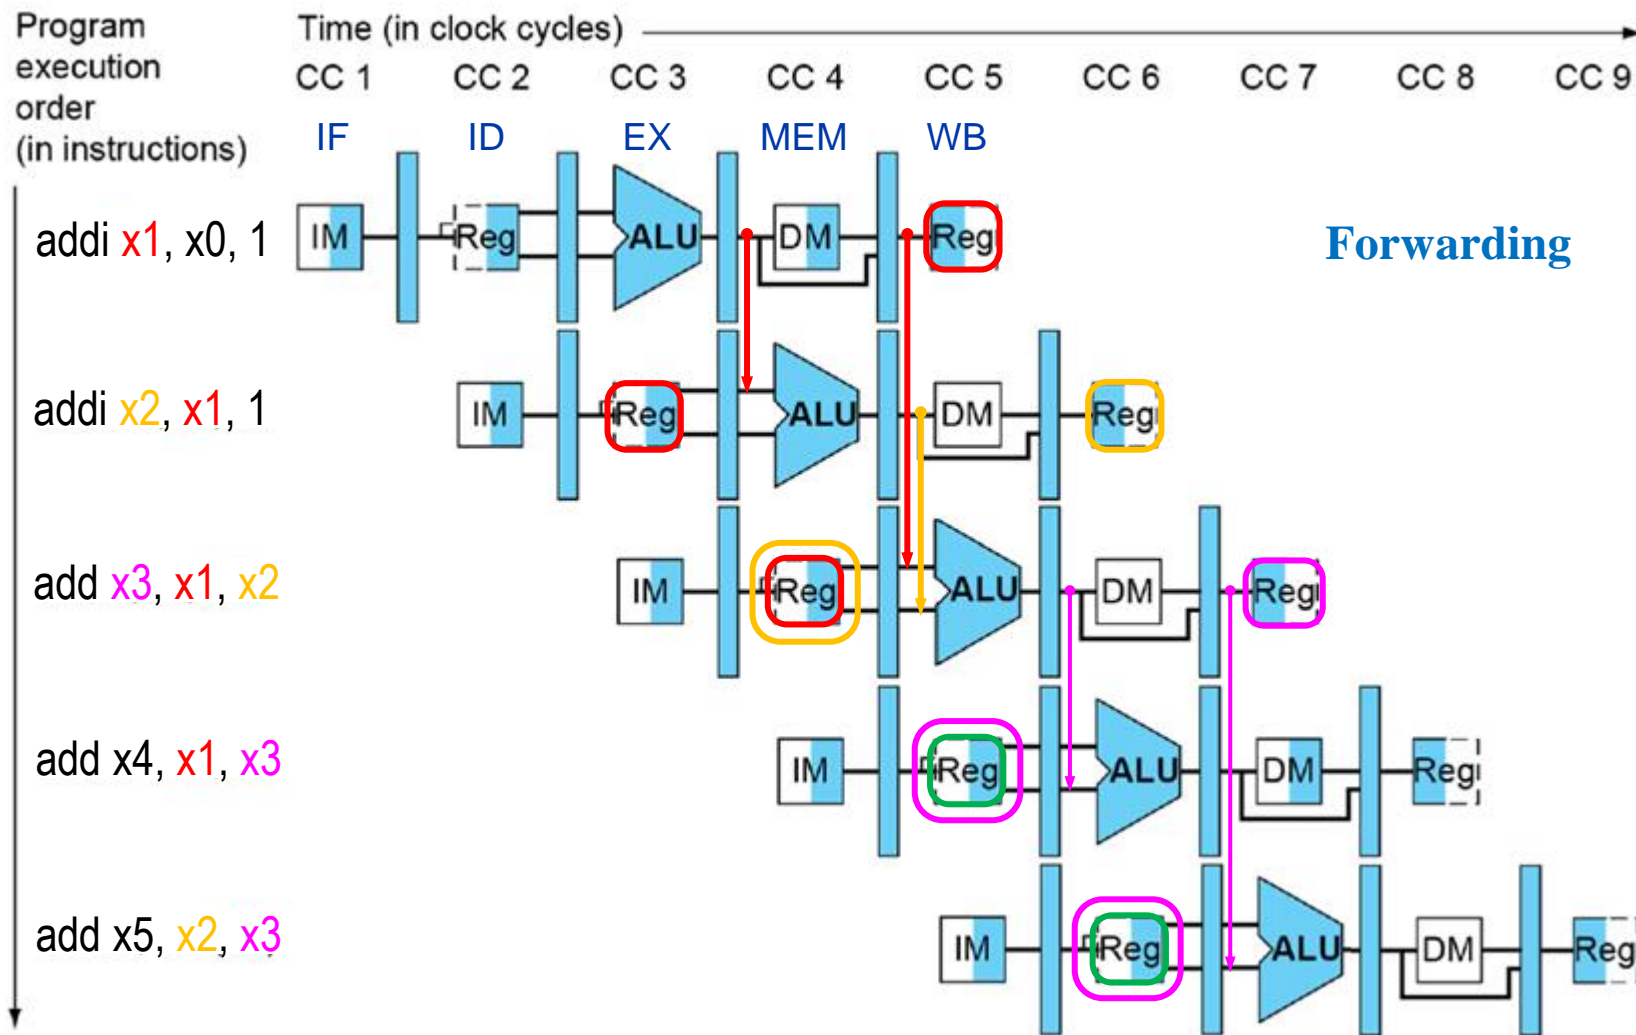 Program
execution
order
(in instructions)
Time (in clock cycles)
CC 1 CC 2 CC 3 CC 4 CC 5 CC 6 CC 7 CC 8 CC 9
IF ID EX MEM WB
addi x1, x0, 1
IM Reg ALU DM Reg
Forwarding
addi x2, x1, 1
IM Reg ALU DM Reg
add x3, x1, x2
IM Reg ALU DM Reg
add x4, x1, x3
IM Reg ALU DM Reg
add x5, x2, x3
IM Reg ALU DM Reg